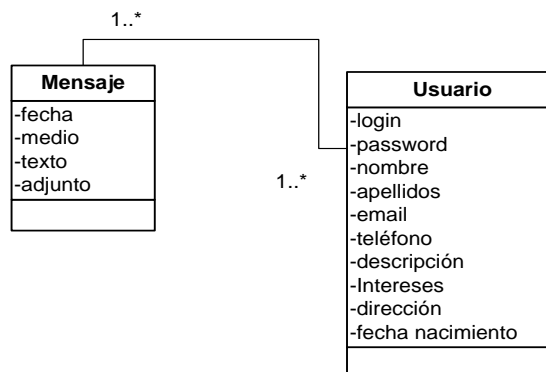 1..*
Mensaje
-fecha
-medio
-texto
-adjunto
1..*
Usuario
-login
-password
-nombre
-apellidos
-email
-teléfono
-descripción
-Intereses
-dirección
-fecha nacimiento